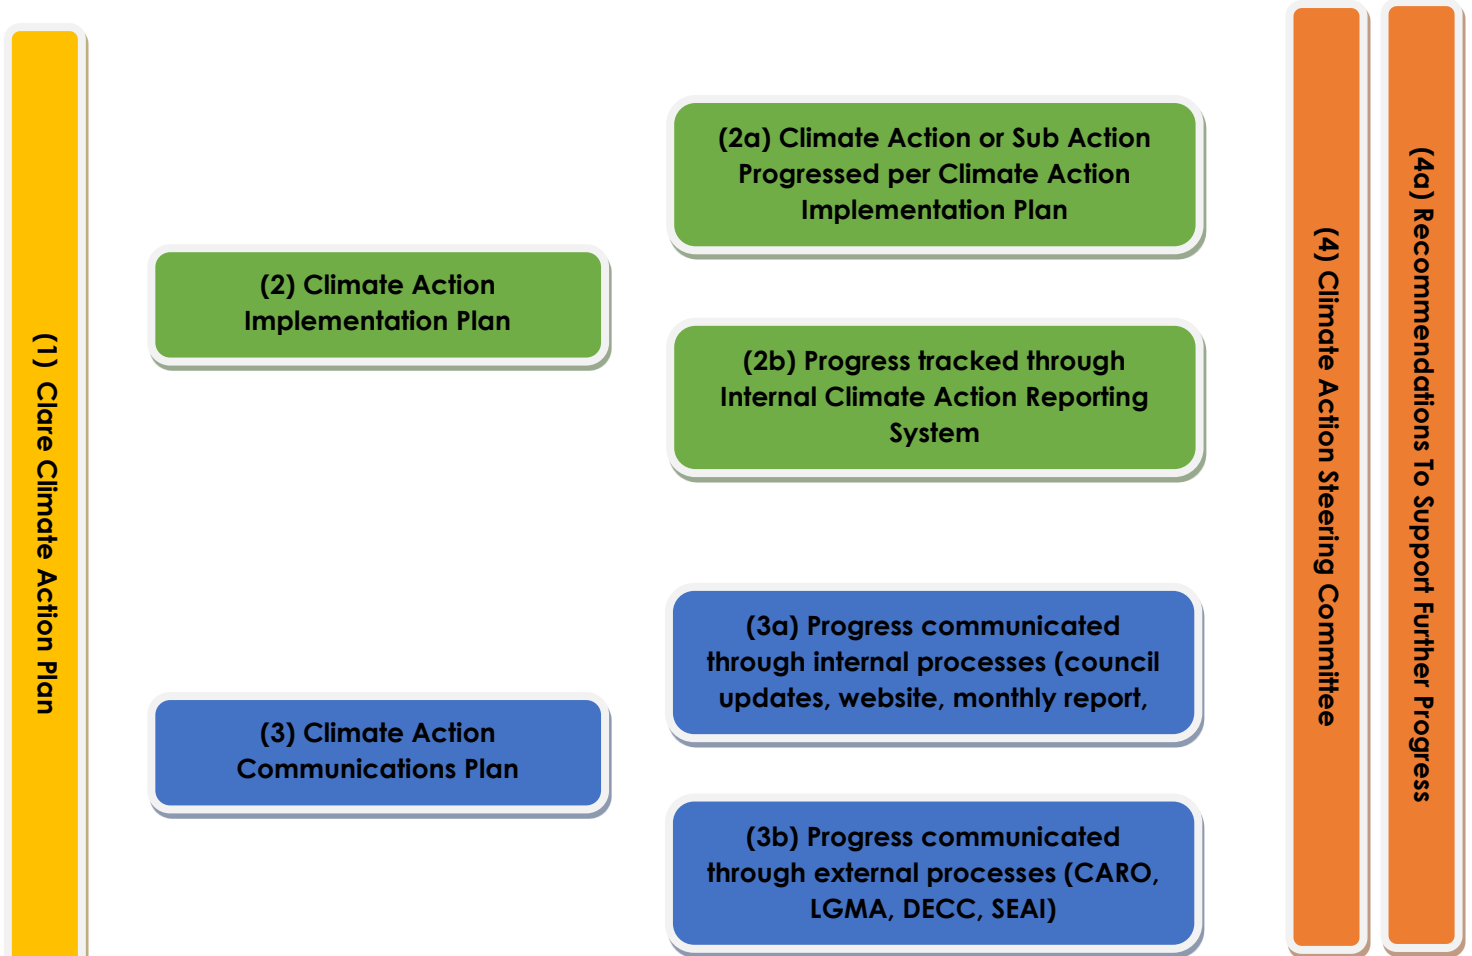 (1) Clare Climate Action Plan
(2) Climate Action
Implementation Plan
(2a) Climate Action or Sub Action
Progressed per Climate Action
Implementation Plan
(2b) Progress tracked through
Internal Climate Action Reporting
System
(3) Climate Action
Communications Plan
(3a) Progress communicated
through internal processes (council
updates, website, monthly report,
(3b) Progress communicated
through external processes (CARO,
LGMA, DECC, SEAI)
(4) Climate Action Steering Committee
(4a) Recommendations To Support Further Progress